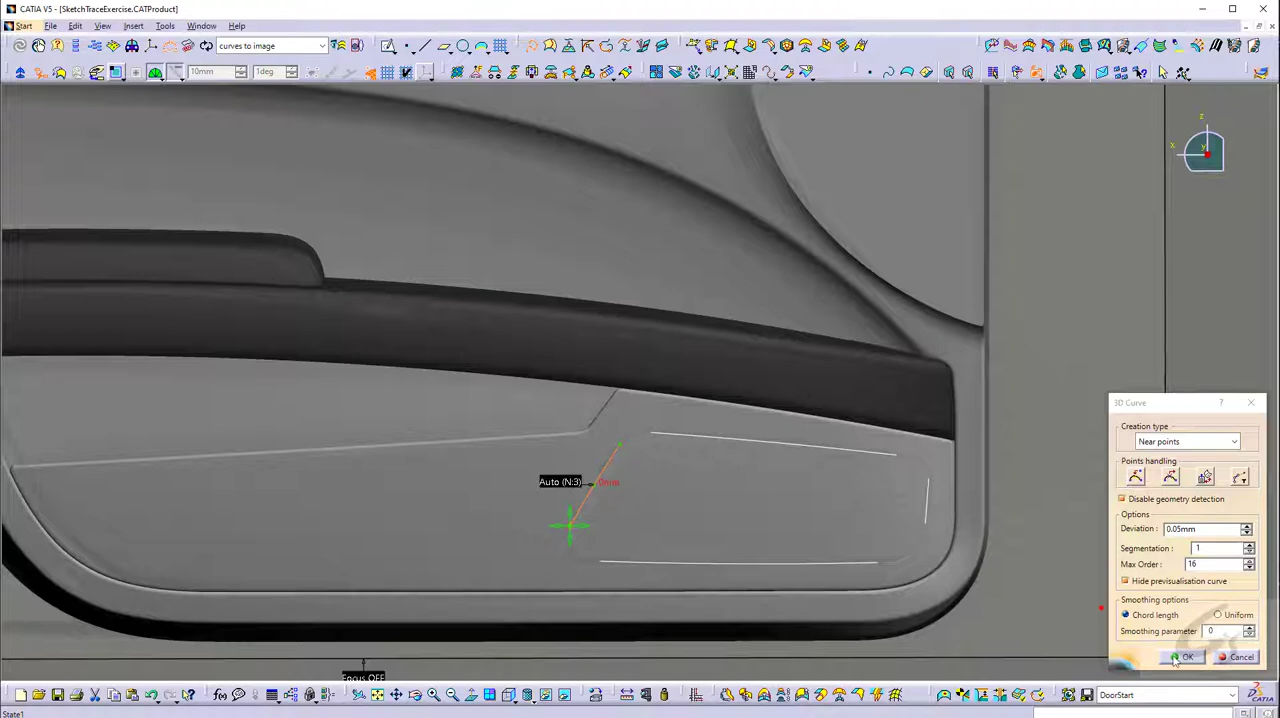 CATIA V5 - [SketchTraceExercise.CATProduct]
Start File Edit View Insert Tools Window Help
curves to image
10mm 1deg
z
x
y
3D Curve
Creation type
Near points
Auto (N:3) 0mm
Points handling
Disable geometry detection
Options
Deviation : 0.05mm
Segmentation : 1
Max Order : 16
Hide previsualisation curve
Smoothing options
Chord length Uniform
Smoothing parameter 0
OK Cancel
Focus OFF
DoorStart
State1